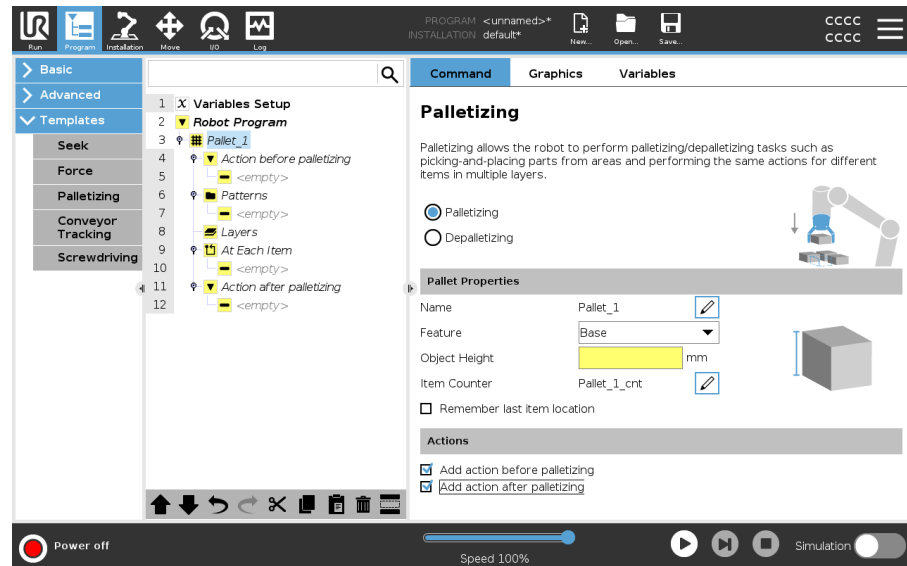 PROGRAM <unnamed>*
INSTALLATION default*
cccc
cccc
Run
Program
Installation
Move
I/O
Log
New...
Open...
Save...
Basic
Advanced
Templates
Seek
Force
Palletizing
Conveyor
Tracking
Screwdriving
1 X Variables Setup
2 Robot Program
3 Pallet_1
4 Action before palletizing
5 <empty>
6 Patterns
7 <empty>
8 Layers
9 At Each Item
10 <empty>
11 Action after palletizing
12 <empty>
Command Graphics Variables
Palletizing
Palletizing allows the robot to perform palletizing/depalletizing tasks such as
picking-and-placing parts from areas and performing the same actions for different
items in multiple layers.
Palletizing
Depalletizing
Pallet Properties
Name Pallet_1
Feature Base
Object Height mm
Item Counter Pallet_1_cnt
Remember last item location
Actions
Add action before palletizing
Add action after palletizing
Power off
Speed 100%
Simulation